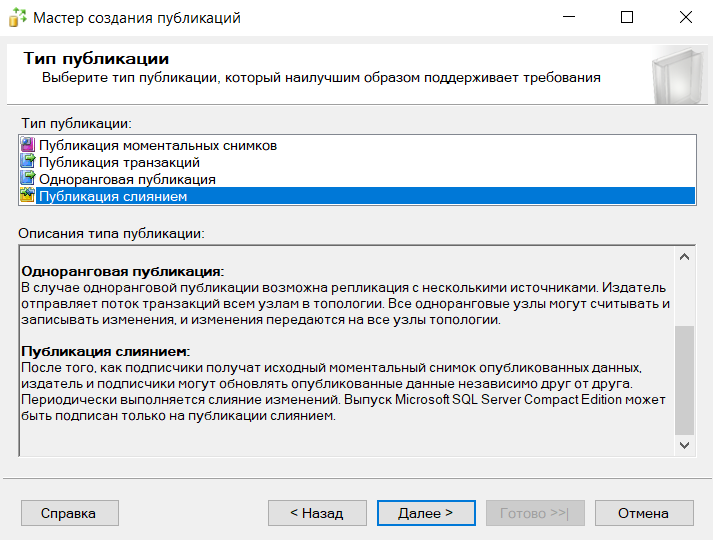 Мастер создания публикаций
Тип публикации
Выберите тип публикации, который наилучшим образом поддерживает требования
Тип публикации:
Публикация моментальных снимков
Публикация транзакций
Одноранговая публикация
Публикация слиянием
Описания типа публикации:
Одноранговая публикация:
В случае одноранговой публикации возможна репликация с несколькими источниками. Издатель
отправляет поток транзакций всем узлам в топологии. Все одноранговые узлы могут считывать и
записывать изменения, и изменения передаются на все узлы топологии.
Публикация слиянием:
После того, как подписчики получат исходный моментальный снимок опубликованных данных,
издатель и подписчики могут обновлять опубликованные данные независимо друг от друга.
Периодически выполняется слияние изменений. Выпуск Microsoft SQL Server Compact Edition может
быть подписан только на публикации слиянием.
Справка
< Назад
Далее >
Готово >>|
Отмена